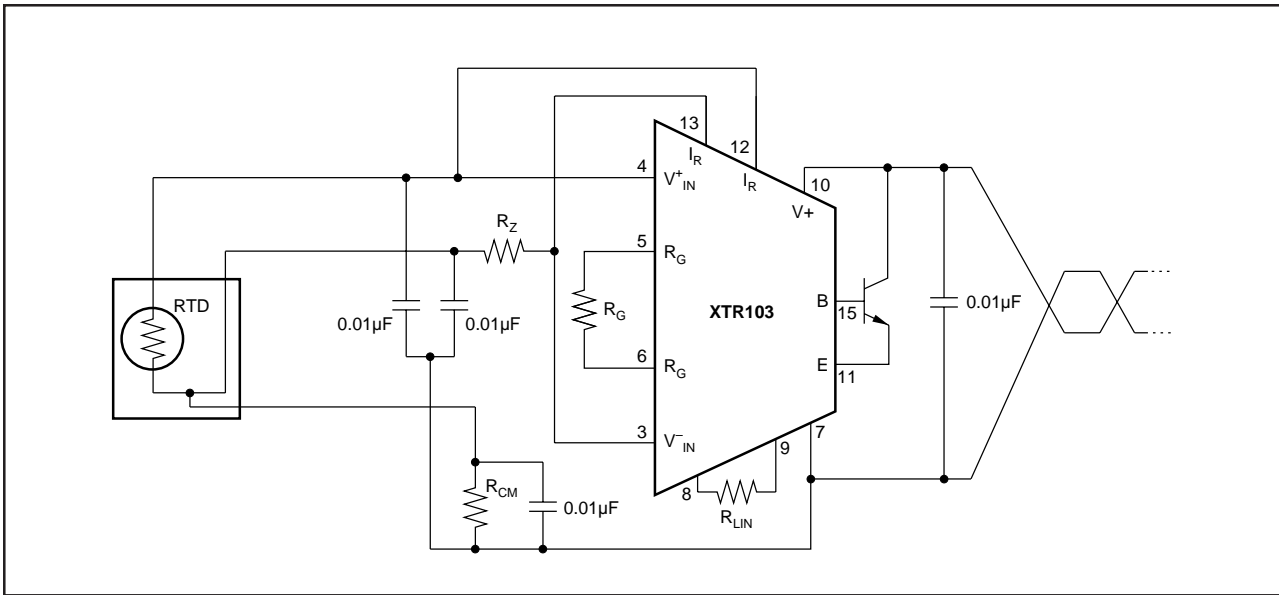 13
12
I_R
I_R
4
V⁺_IN
10
V+
R_Z
5
R_G
RTD
R_G
XTR103
B
15
0.01µF
0.01µF
0.01µF
6
R_G
E
11
3
V⁻_IN
7
9
R_CM
0.01µF
8
R_LIN